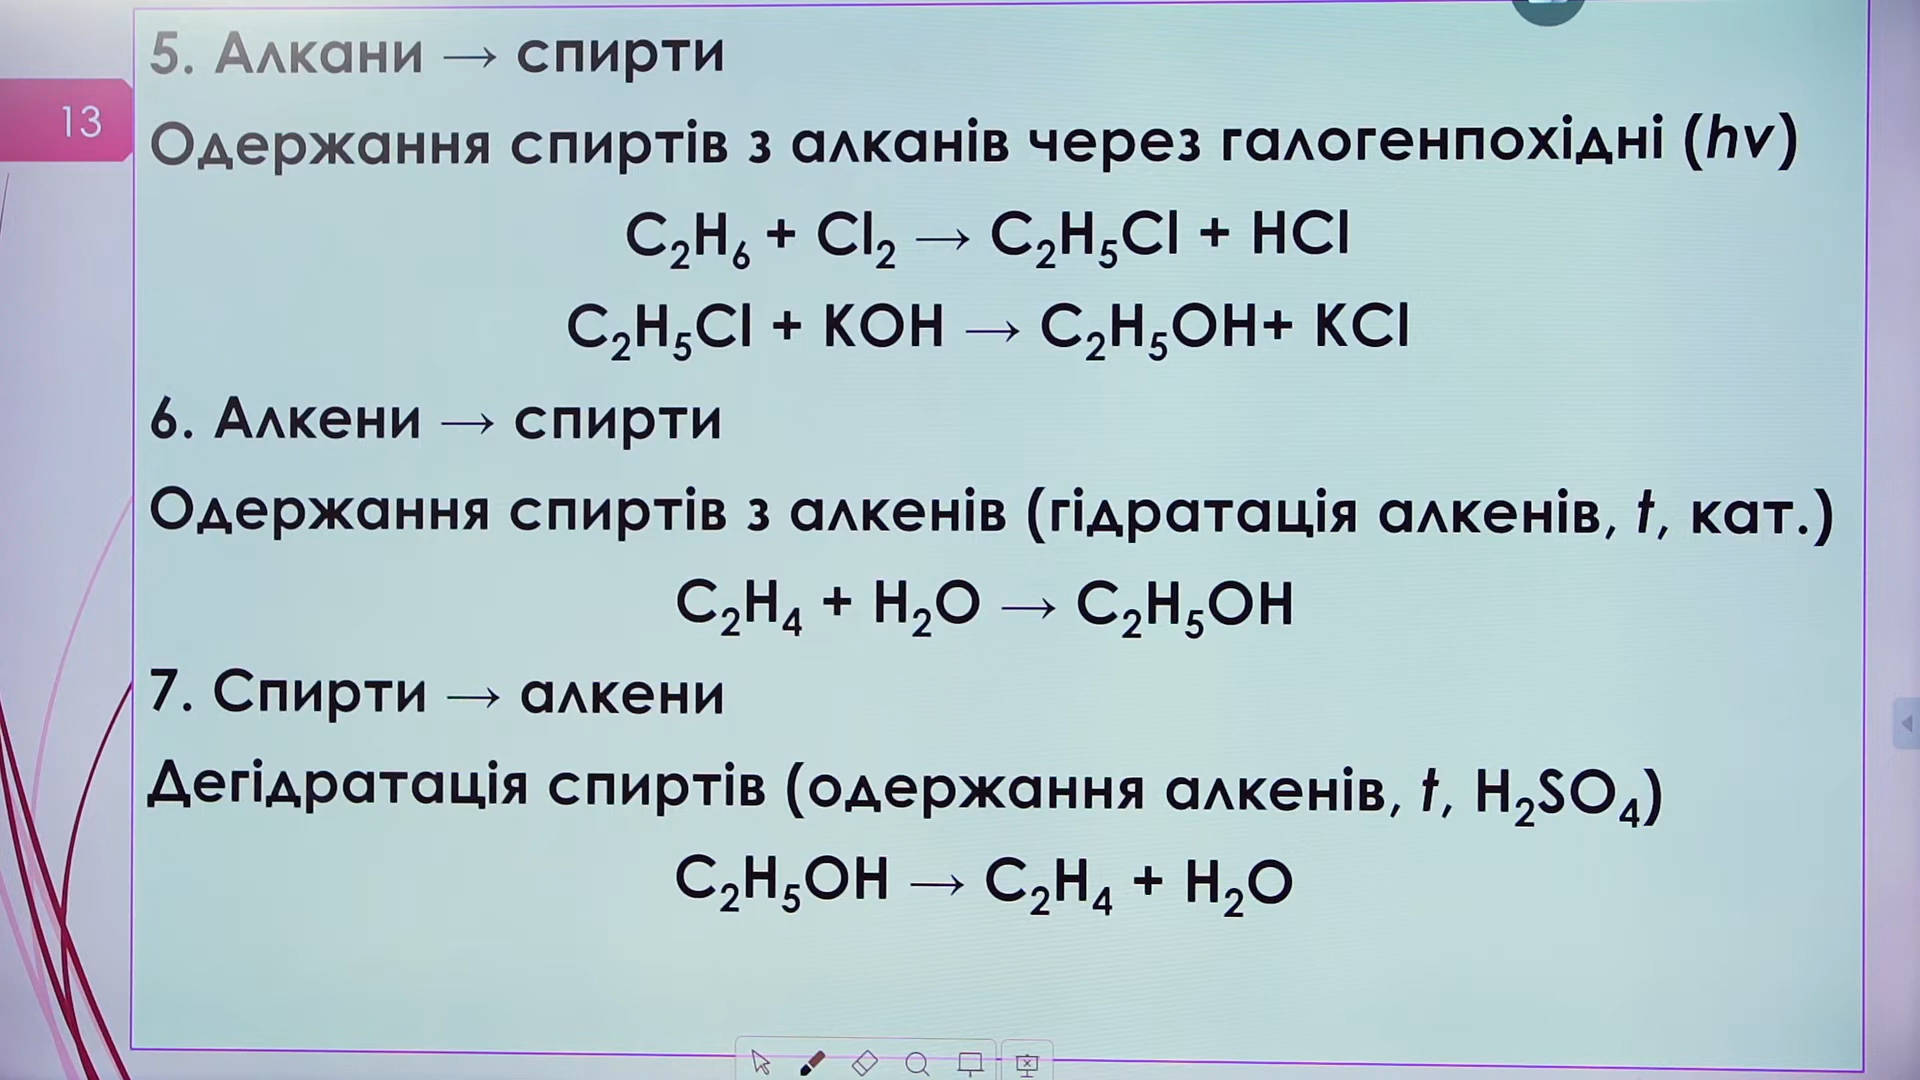 13
5. Алкани → спирти
Одержання спиртів з алканів через галогенпохідні (hv)
C₂H₆ + Cl₂ → C₂H₅Cl + HCl
C₂H₅Cl + KOH → C₂H₅OH+ KCl
6. Алкени → спирти
Одержання спиртів з алкенів (гідратація алкенів, t, кат.)
C₂H₄ + H₂O → C₂H₅OH
7. Спирти → алкени
Дегідратація спиртів (одержання алкенів, t, H₂SO₄)
C₂H₅OH → C₂H₄ + H₂O